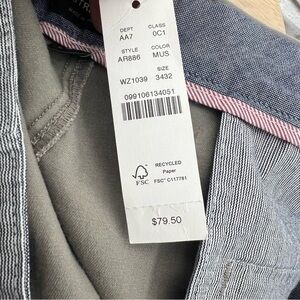 DEPT CLASS
AA7 0C1
STYLE COLOR
AR886 MUS
SIZE
WZ1039 3432
099106134051
RECYCLED
Paper
FSC FSC® C117781
$79.50